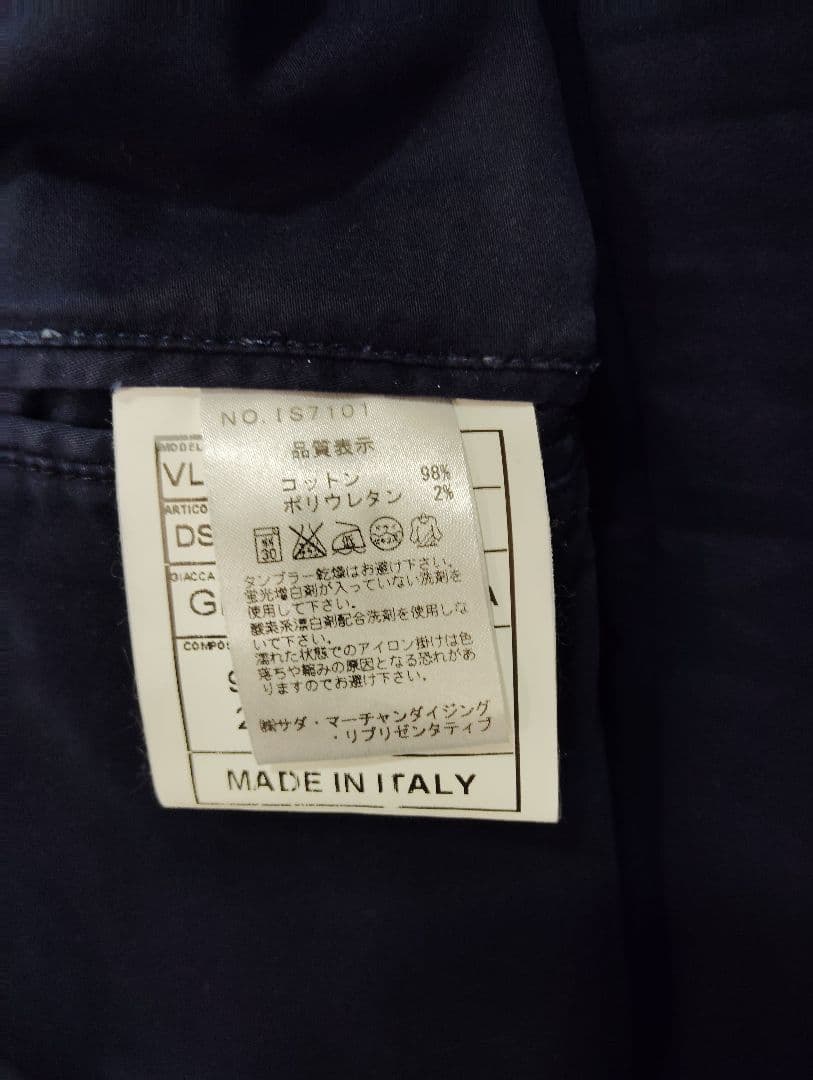 NO.IS7101
品質表示
コットン 98%
ポリウレタン 2%
30
タンブラー乾燥はお避け下さい。
蛍光増白剤が入っていない洗剤を
使用して下さい。
酸素系漂白剤配合洗剤を使用しな
いで下さい。
濡れた状態でのアイロン掛けは色
落ちや縮みの原因となる恐れがあ
りますのでお避け下さい。
㈱サダ・マーチャンダイジング
・リプリゼンタティブ
MODEL
VL
ARTICO
DS
GIACCA
G
COMPOS
MADE IN ITALY